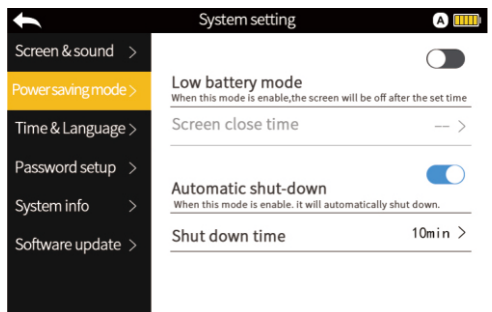 System setting
A
Screen & sound >
Power saving mode >
Time & Language >
Password setup >
System info >
Software update >
Low battery mode
When this mode is enable,the screen will be off after the set time
Screen close time -- >
Automatic shut-down
When this mode is enable. it will automatically shut down.
Shut down time 10min >